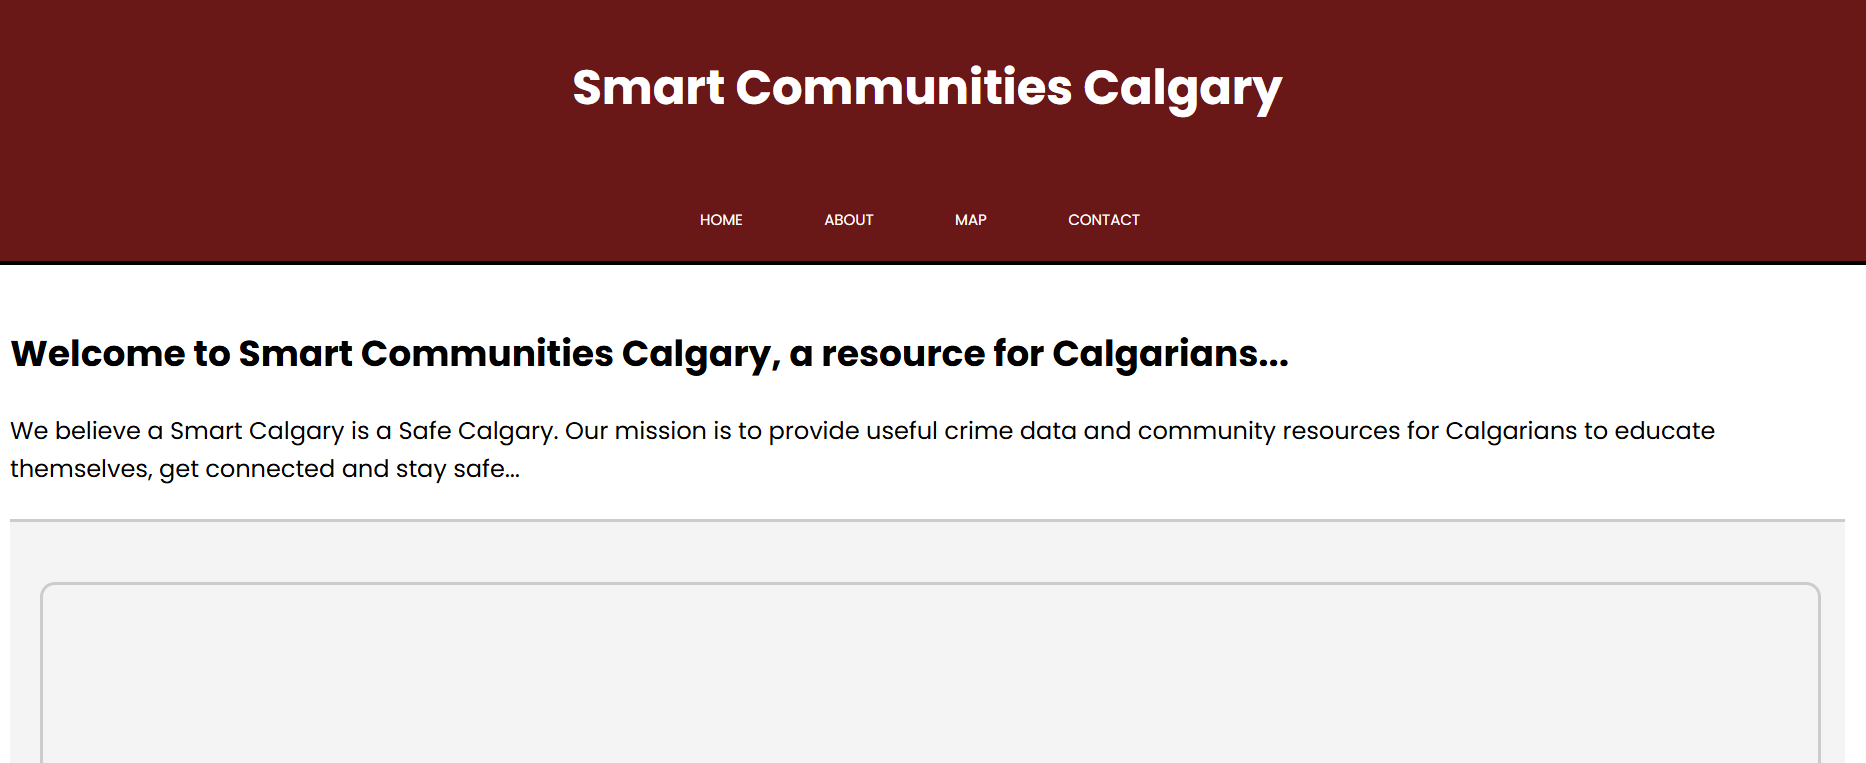 Smart Communities Calgary
HOME ABOUT MAP CONTACT
Welcome to Smart Communities Calgary, a resource for Calgarians...
We believe a Smart Calgary is a Safe Calgary. Our mission is to provide useful crime data and community resources for Calgarians to educate
themselves, get connected and stay safe...